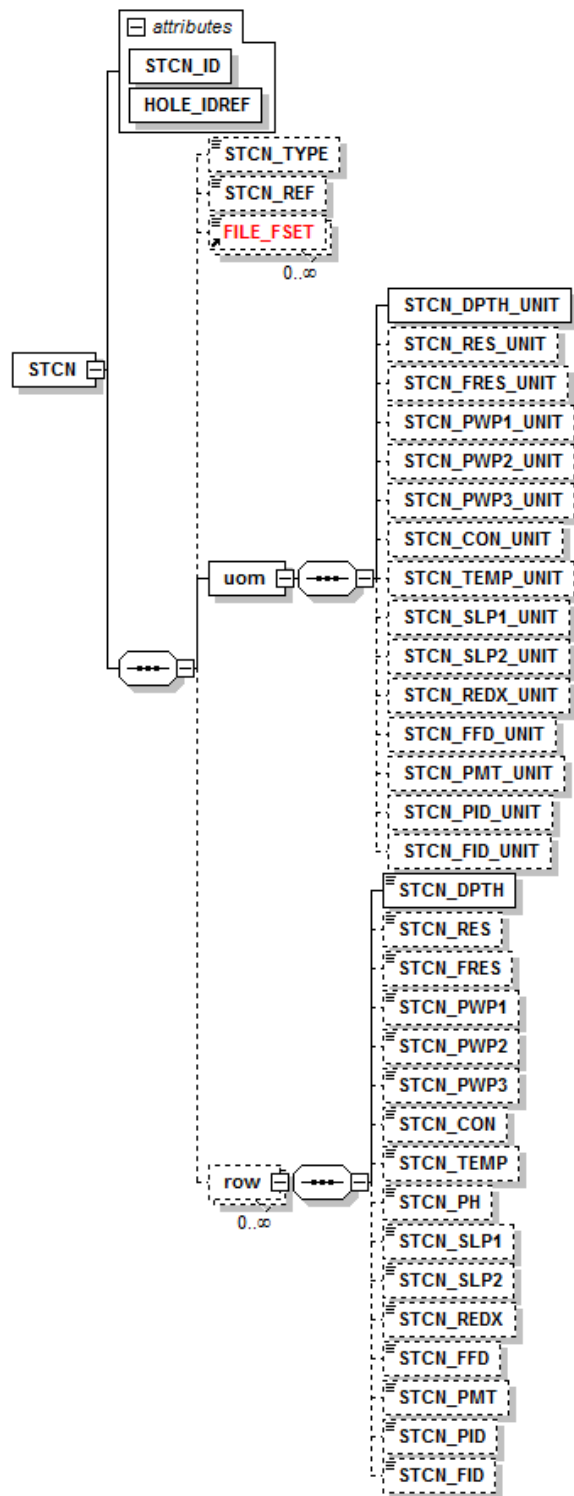 attributes
STCN_ID
HOLE_IDREF
STCN_TYPE
STCN_REF
FILE_FSET
0..∞
STCN
uom
STCN_DPTH_UNIT
STCN_RES_UNIT
STCN_FRES_UNIT
STCN_PWP1_UNIT
STCN_PWP2_UNIT
STCN_PWP3_UNIT
STCN_CON_UNIT
STCN_TEMP_UNIT
STCN_SLP1_UNIT
STCN_SLP2_UNIT
STCN_REDX_UNIT
STCN_FFD_UNIT
STCN_PMT_UNIT
STCN_PID_UNIT
STCN_FID_UNIT
row
0..∞
STCN_DPTH
STCN_RES
STCN_FRES
STCN_PWP1
STCN_PWP2
STCN_PWP3
STCN_CON
STCN_TEMP
STCN_PH
STCN_SLP1
STCN_SLP2
STCN_REDX
STCN_FFD
STCN_PMT
STCN_PID
STCN_FID